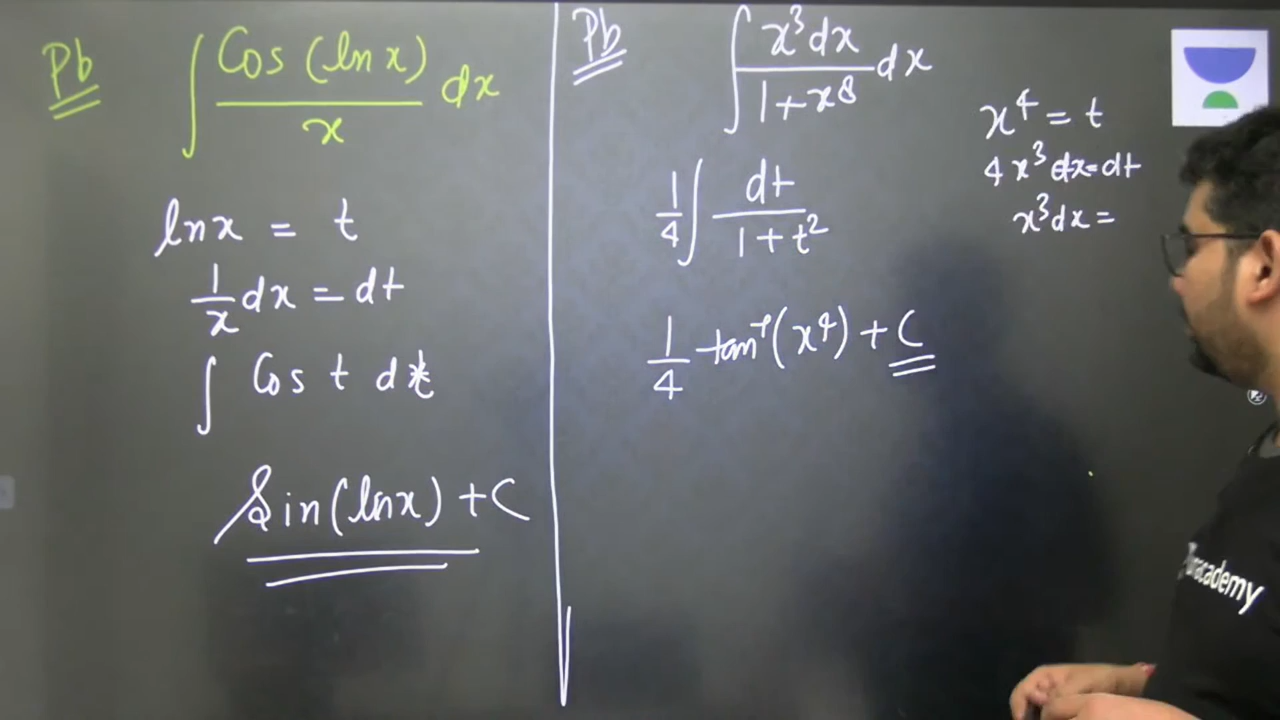 Pb
∫ Cos (ln x) / x dx
ln x = t
1/x dx = dt
∫ Cos t dt
Sin(ln x) + C
Pb
∫ x³dx / 1 + x⁸ dx
x⁴ = t
4x³ dx = dt
x³dx =
1/4 ∫ dt / 1 + t²
1/4 tan⁻¹(x⁴) + C
unacademy